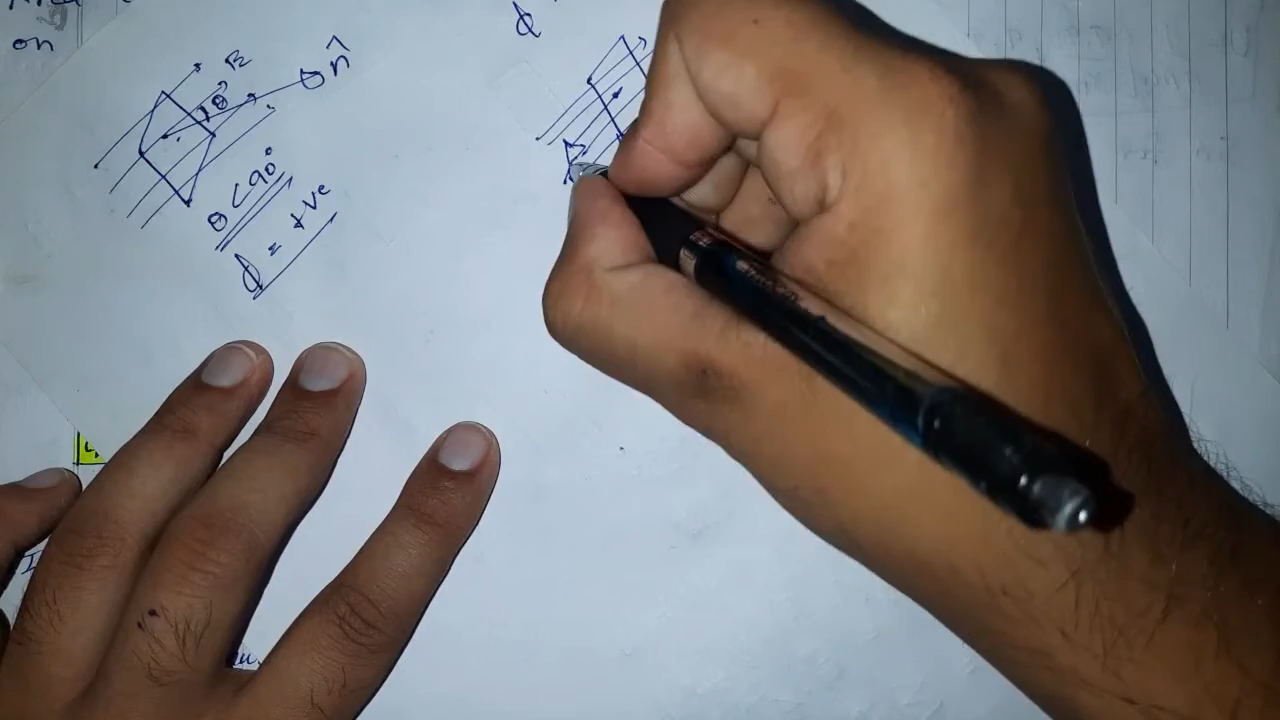 on
ϕ
E
θ
n̂
θ < 90°
ϕ = +ve